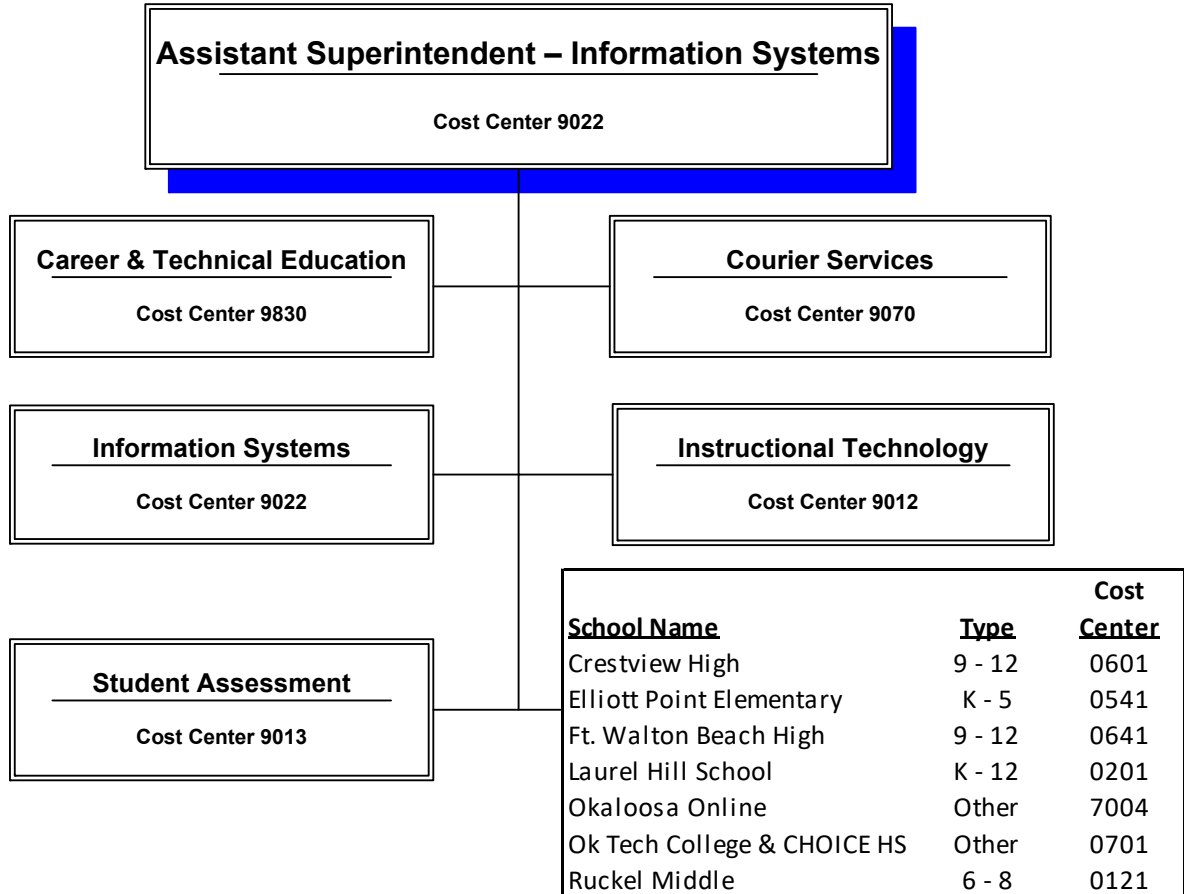 Assistant Superintendent – Information Systems
Cost Center 9022
Career & Technical Education
Cost Center 9830
Courier Services
Cost Center 9070
Information Systems
Cost Center 9022
Instructional Technology
Cost Center 9012
Student Assessment
Cost Center 9013
Cost
School Name Type Center
Crestview High 9 - 12 0601
Elliott Point Elementary K - 5 0541
Ft. Walton Beach High 9 - 12 0641
Laurel Hill School K - 12 0201
Okaloosa Online Other 7004
Ok Tech College & CHOICE HS Other 0701
Ruckel Middle 6 - 8 0121